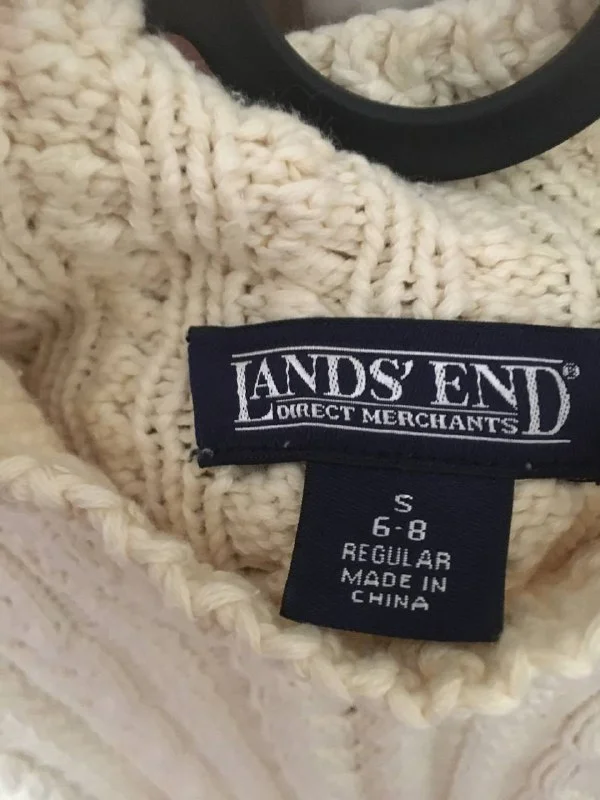 LANDS' END®
DIRECT MERCHANTS
S
6-8
REGULAR
MADE IN
CHINA